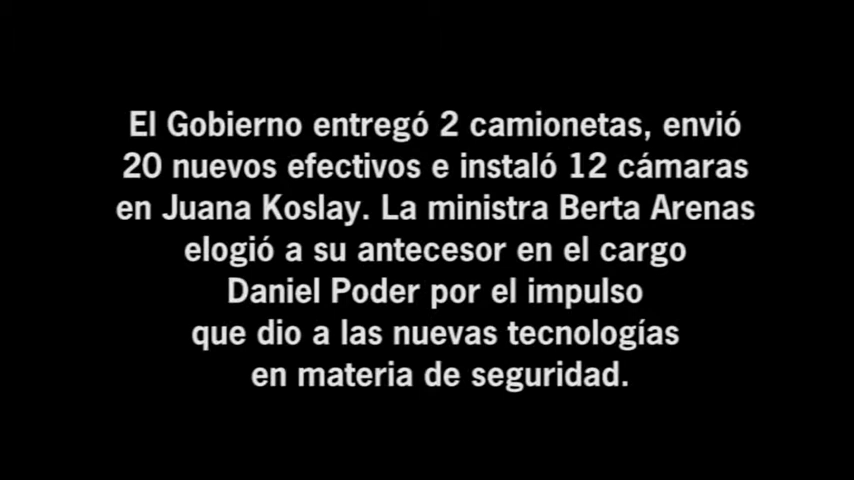 El Gobierno entregó 2 camionetas, envió
20 nuevos efectivos e instaló 12 cámaras
en Juana Koslay. La ministra Berta Arenas
elogió a su antecesor en el cargo
Daniel Poder por el impulso
que dio a las nuevas tecnologías
en materia de seguridad.